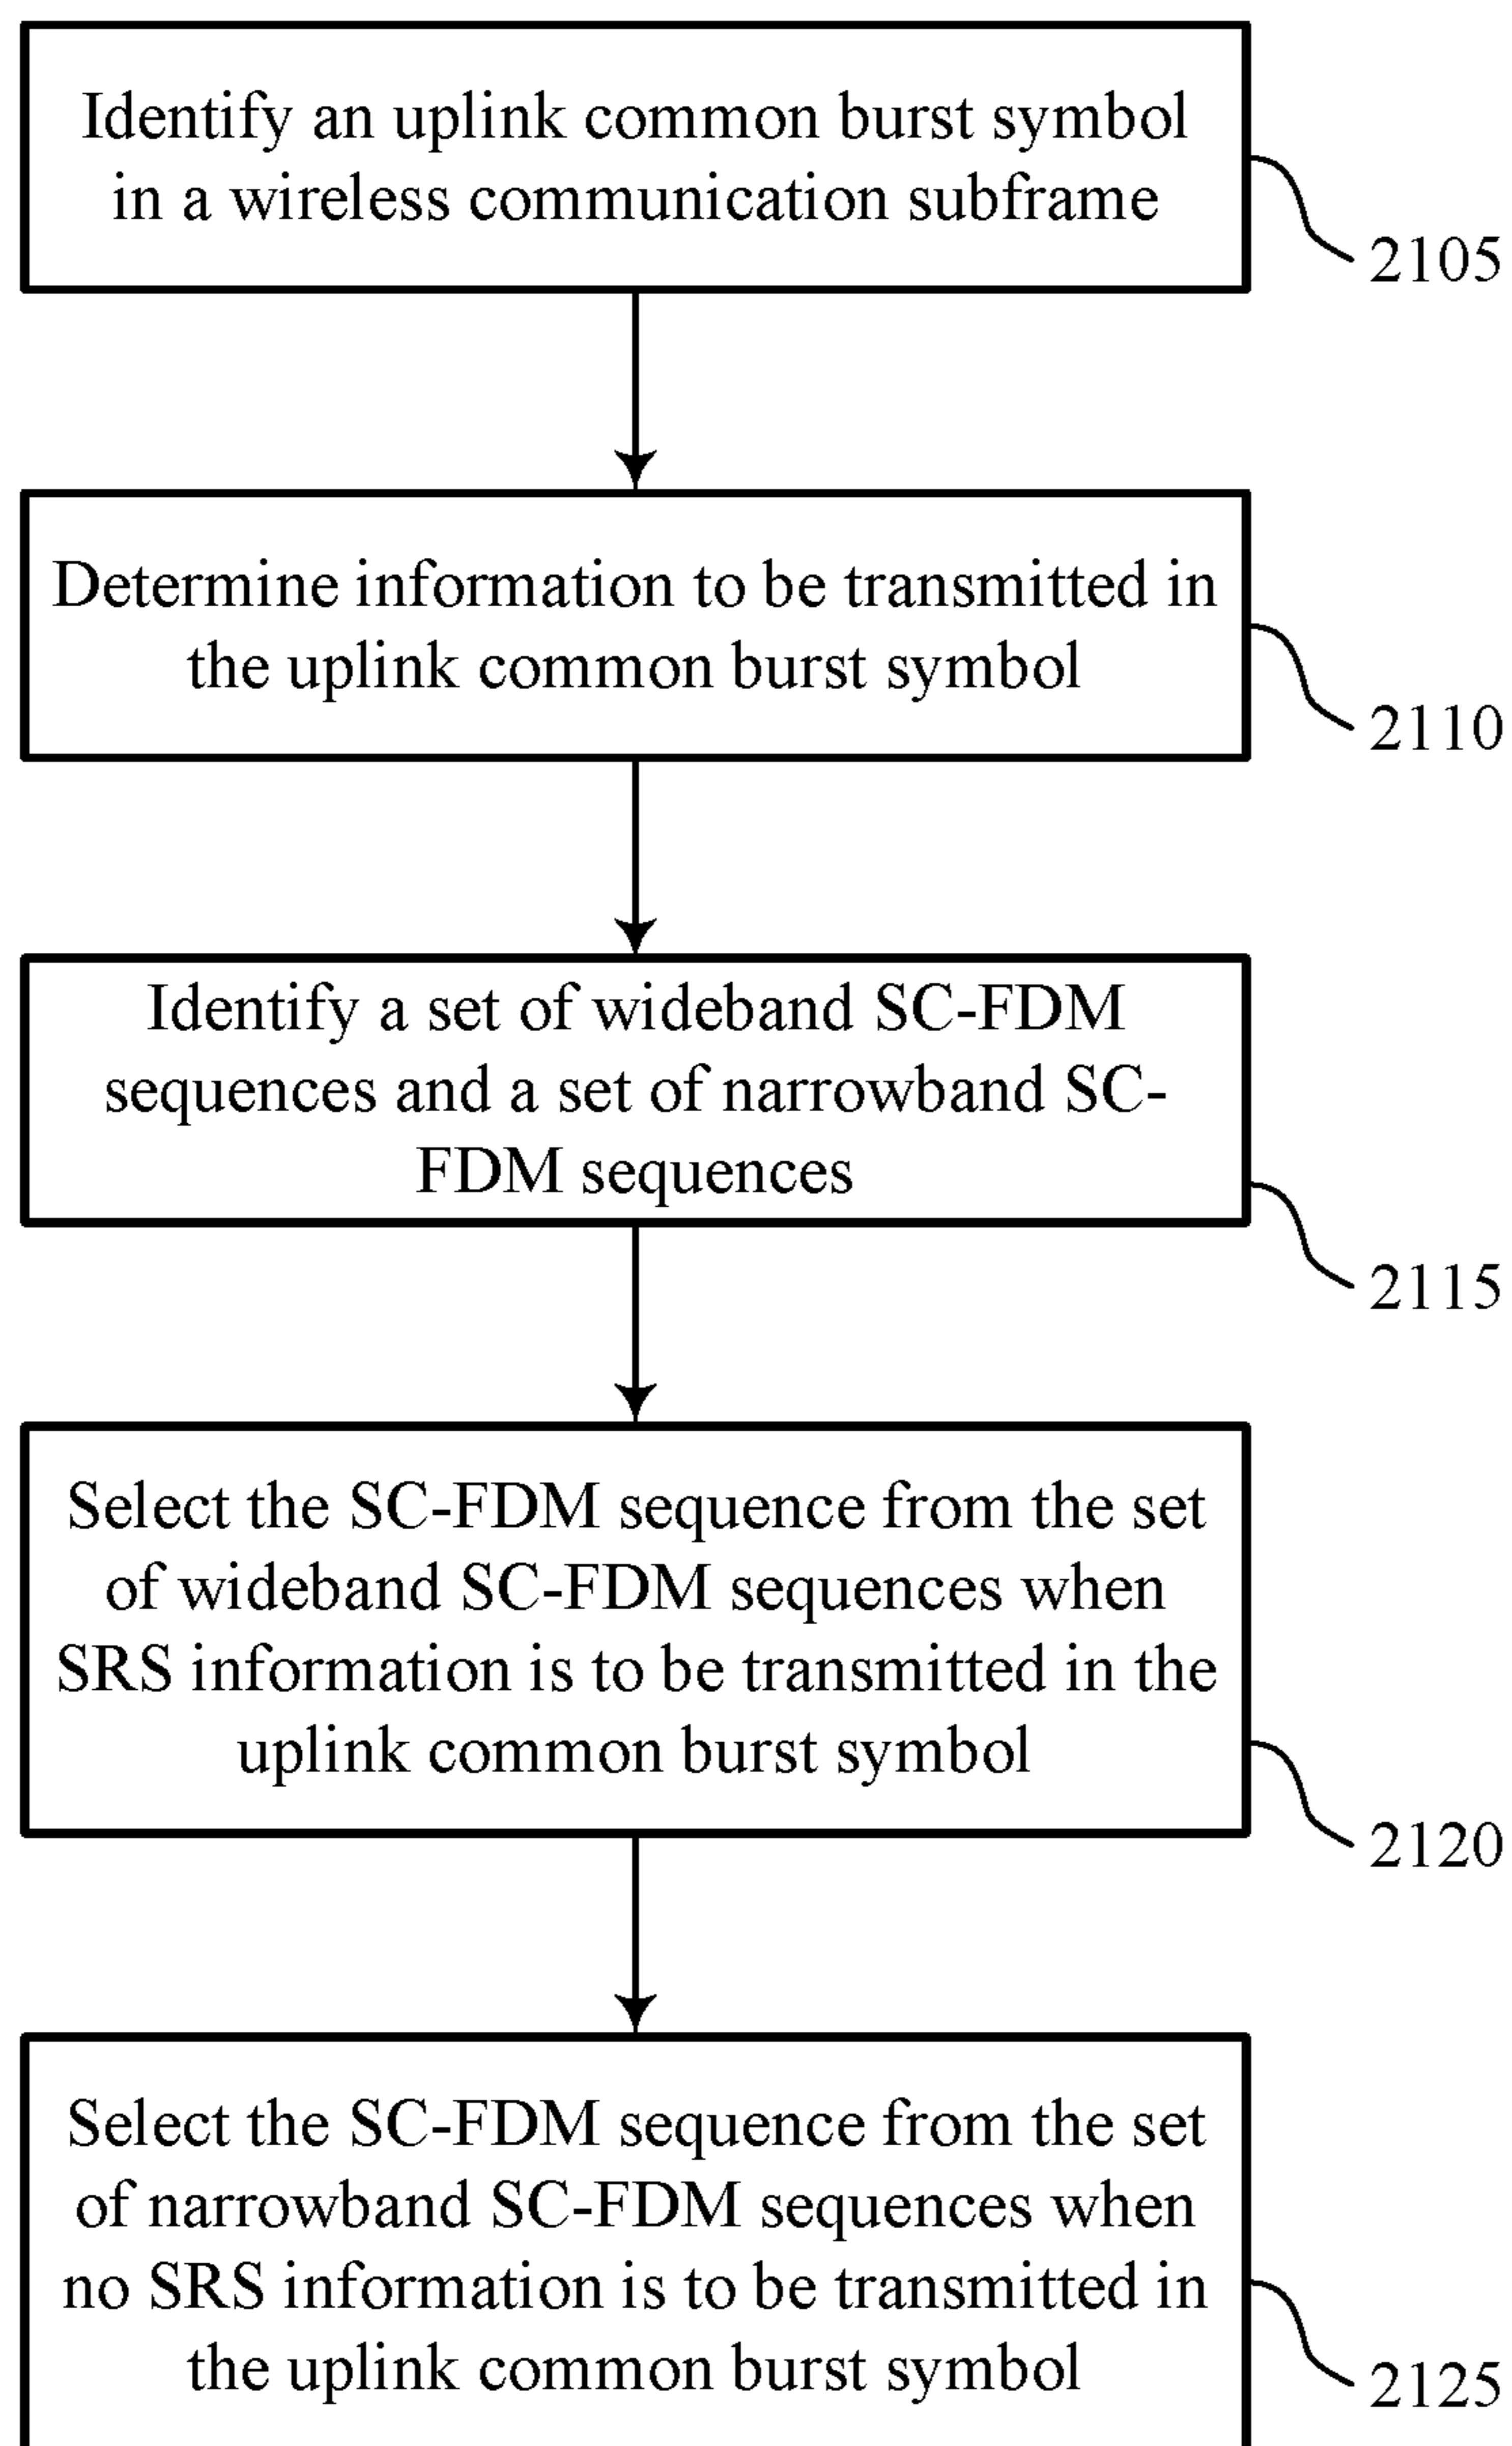 Identify an uplink common burst symbol
in a wireless communication subframe
2105
Determine information to be transmitted in
the uplink common burst symbol
2110
Identify a set of wideband SC-FDM
sequences and a set of narrowband SC-
FDM sequences
2115
Select the SC-FDM sequence from the set
of wideband SC-FDM sequences when
SRS information is to be transmitted in the
uplink common burst symbol
2120
Select the SC-FDM sequence from the set
of narrowband SC-FDM sequences when
no SRS information is to be transmitted in
the uplink common burst symbol
2125